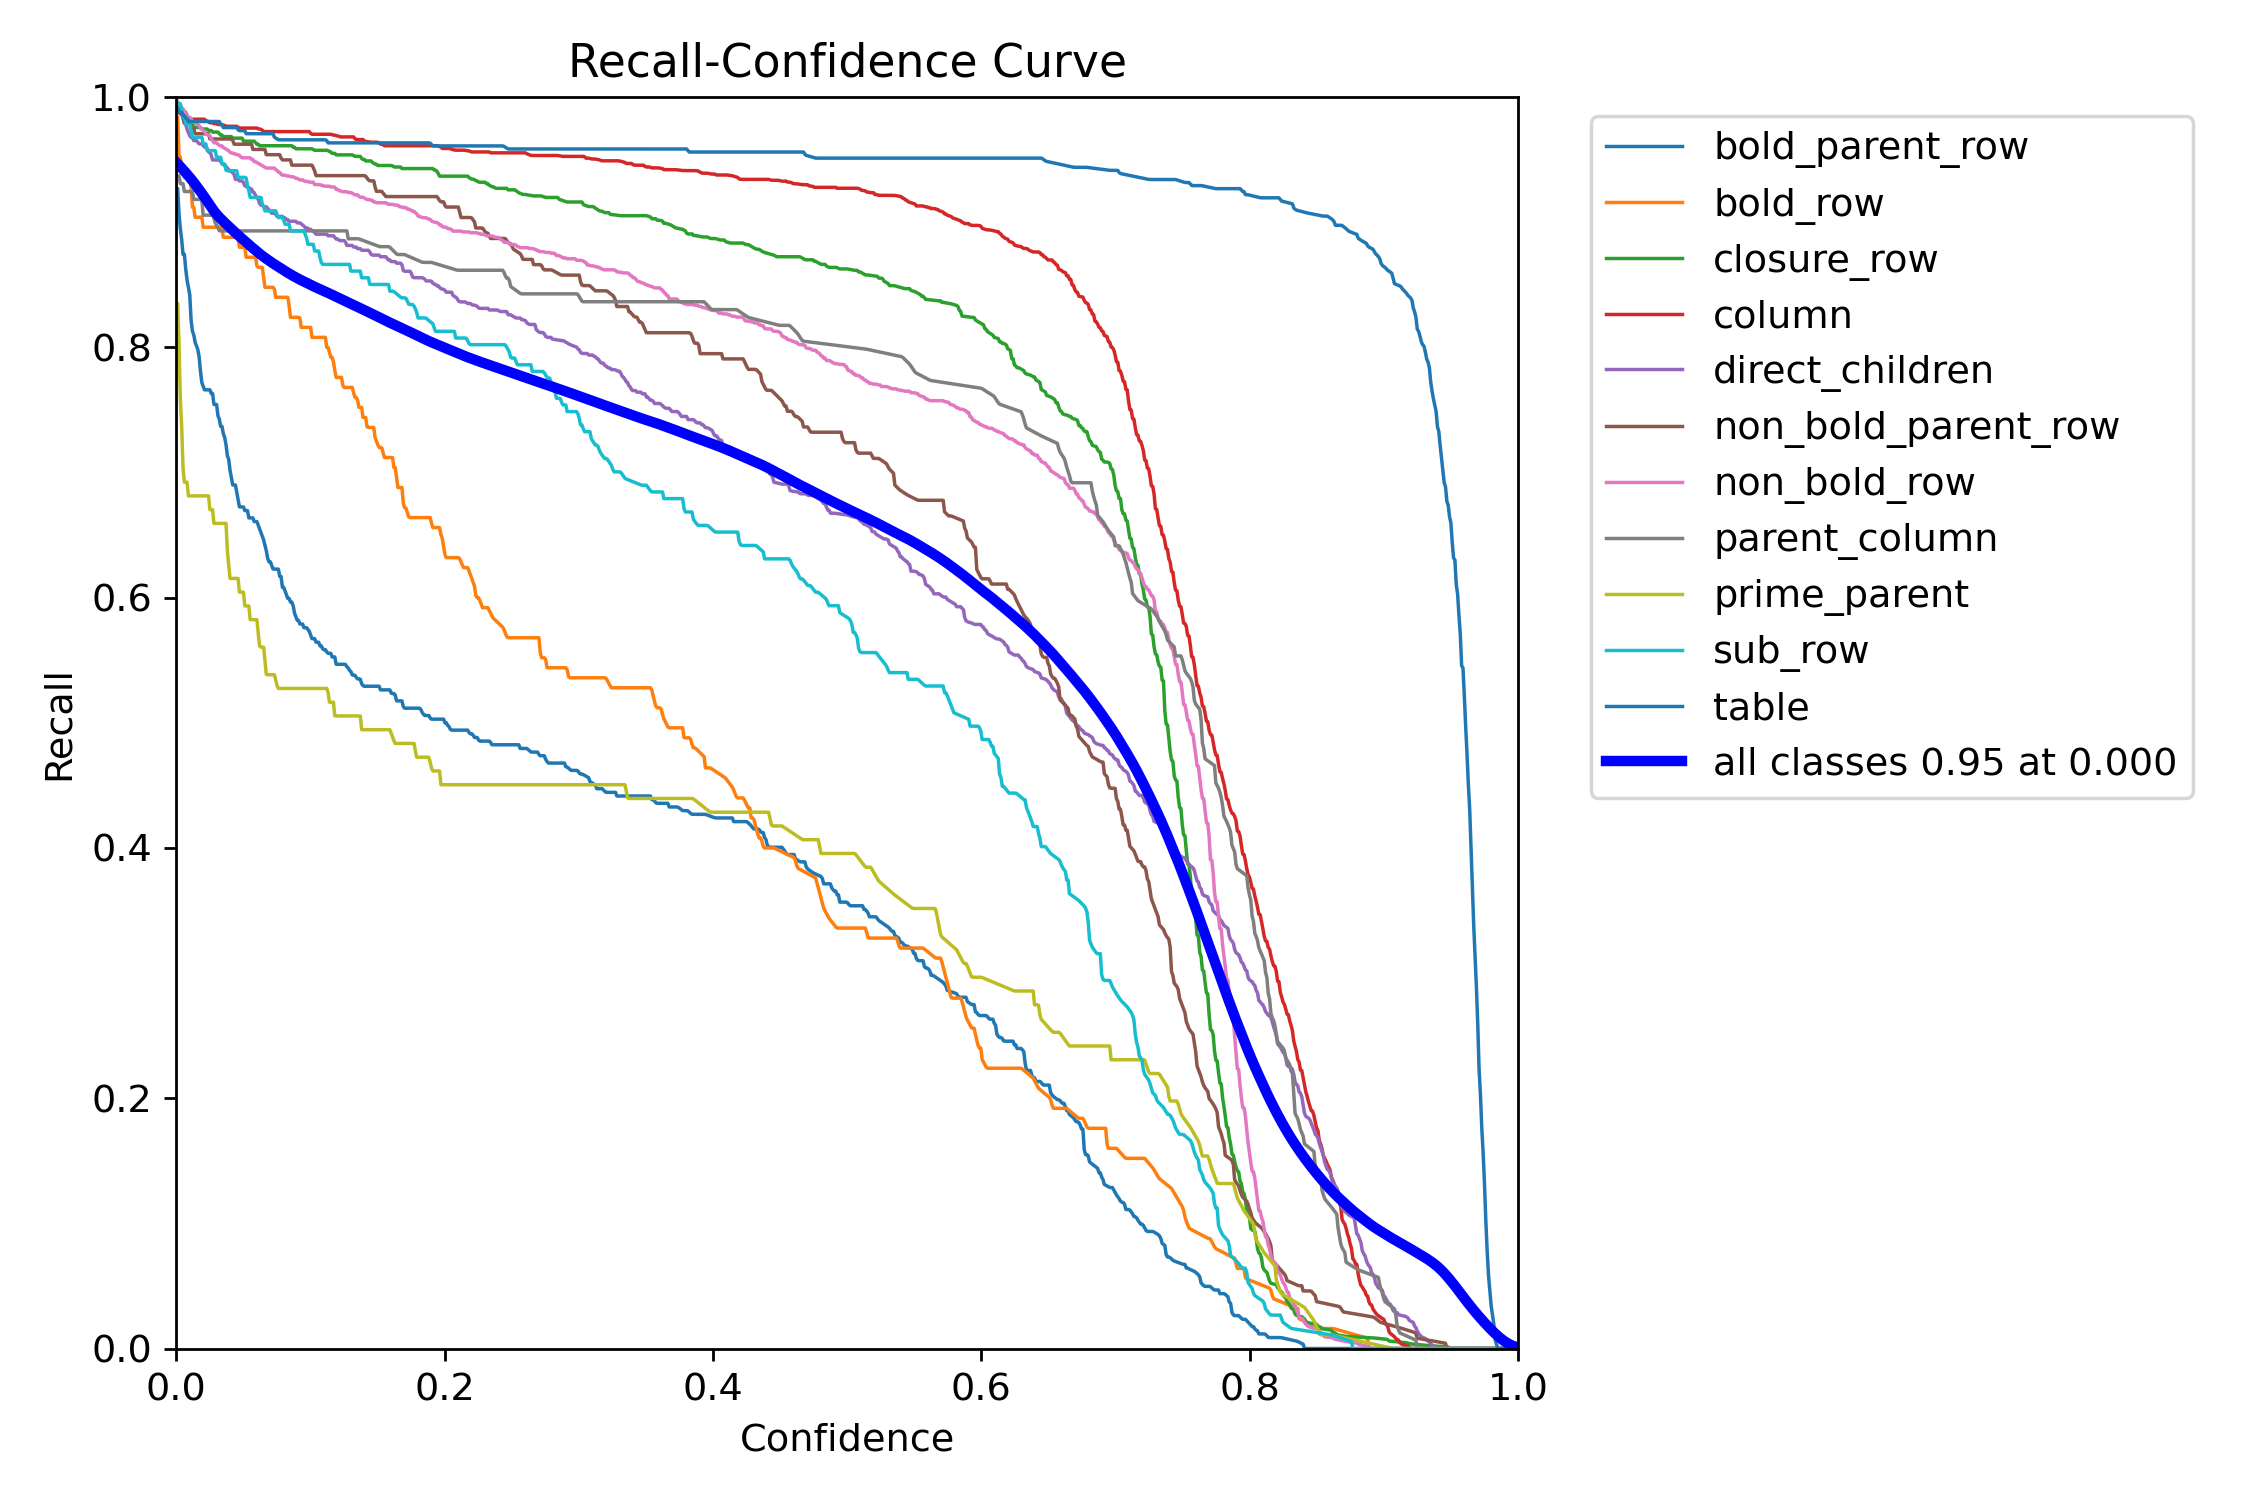 Recall-Confidence Curve
1.0
0.8
0.6
0.4
0.2
0.0
Recall
0.0 0.2 0.4 0.6 0.8 1.0
Confidence
bold_parent_row
bold_row
closure_row
column
direct_children
non_bold_parent_row
non_bold_row
parent_column
prime_parent
sub_row
table
all classes 0.95 at 0.000